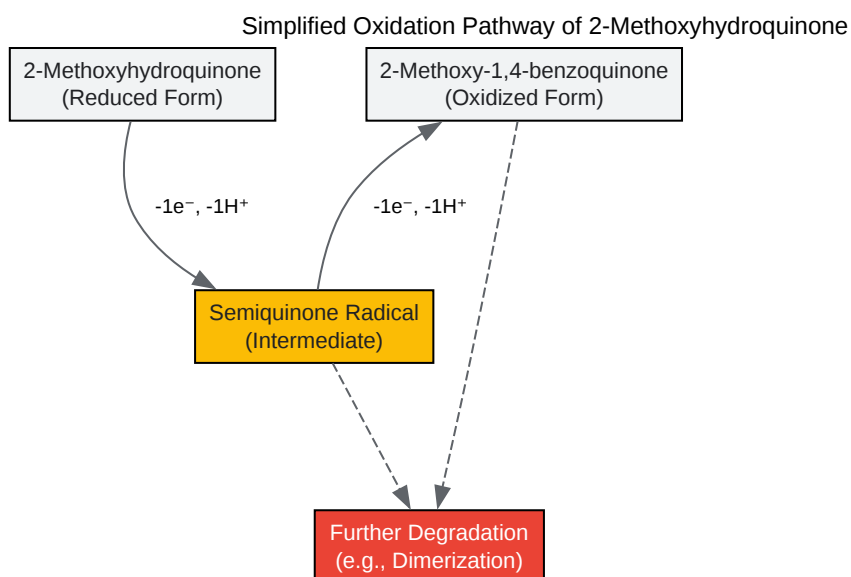 Simplified Oxidation Pathway of 2-Methoxyhydroquinone
2-Methoxyhydroquinone
(Reduced Form)
2-Methoxy-1,4-benzoquinone
(Oxidized Form)
-1e⁻, -1H⁺
-1e⁻, -1H⁺
Semiquinone Radical
(Intermediate)
Further Degradation
(e.g., Dimerization)